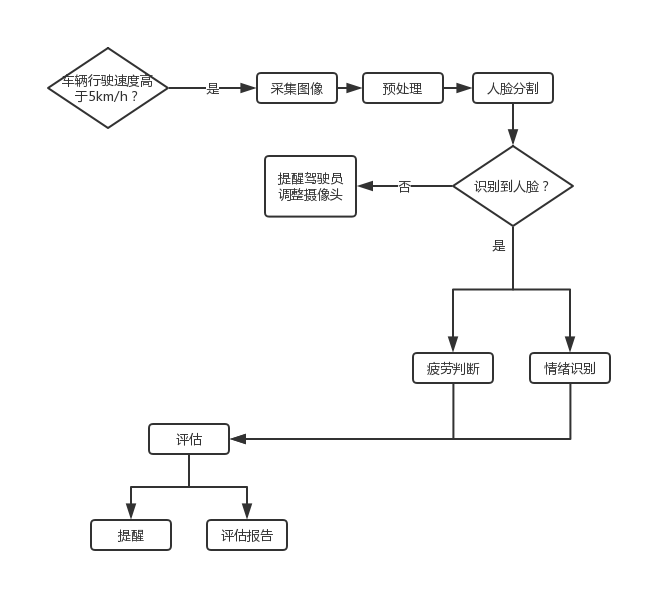 车辆行驶速度高
于5km/h？
是
采集图像
预处理
人脸分割
提醒驾驶员
调整摄像头
否
识别到人脸？
是
疲劳判断
情绪识别
评估
提醒
评估报告